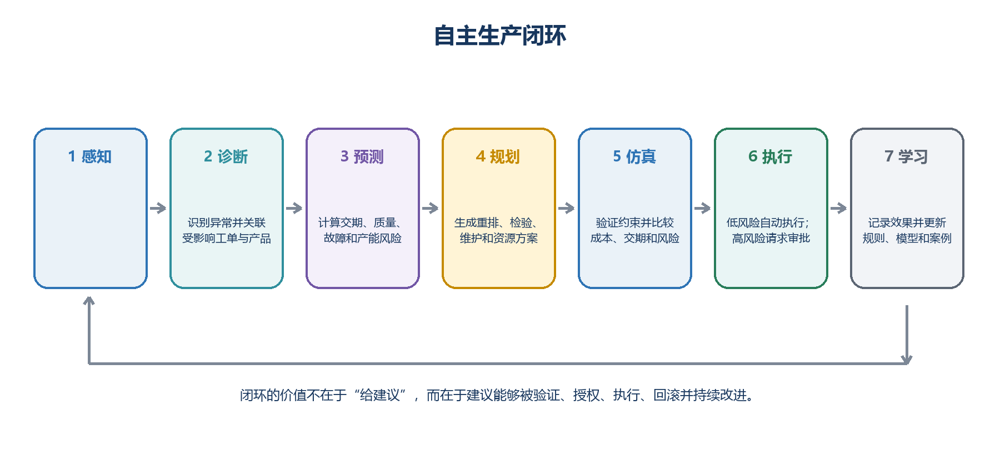 自主生产闭环
1 感知
2 诊断
识别异常并关联
受影响工单与产品
3 预测
计算交期、质量、
故障和产能风险
4 规划
生成重排、检验、
维护和资源方案
5 仿真
验证约束并比较
成本、交期和风险
6 执行
低风险自动执行；
高风险请求审批
7 学习
记录效果并更新
规则、模型和案例
闭环的价值不在于“给建议”，而在于建议能够被验证、授权、执行、回滚并持续改进。